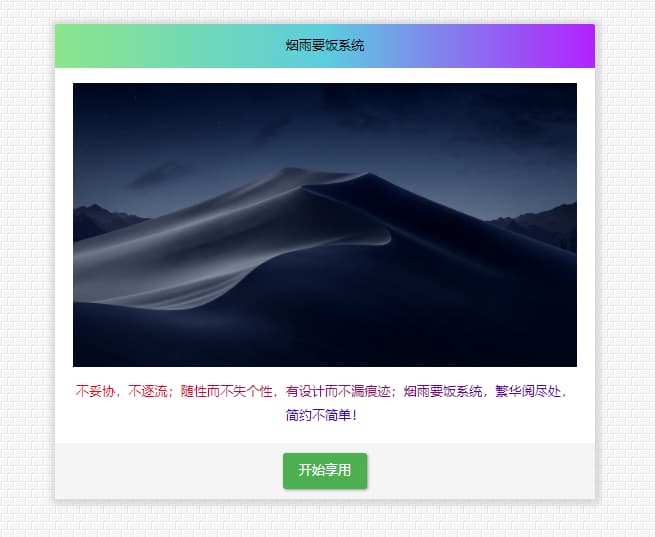 烟雨要饭系统
不妥协，不逐流；随性而不失个性，有设计而不漏痕迹；烟雨要饭系统，繁华阅尽处，
简约不简单！
开始享用